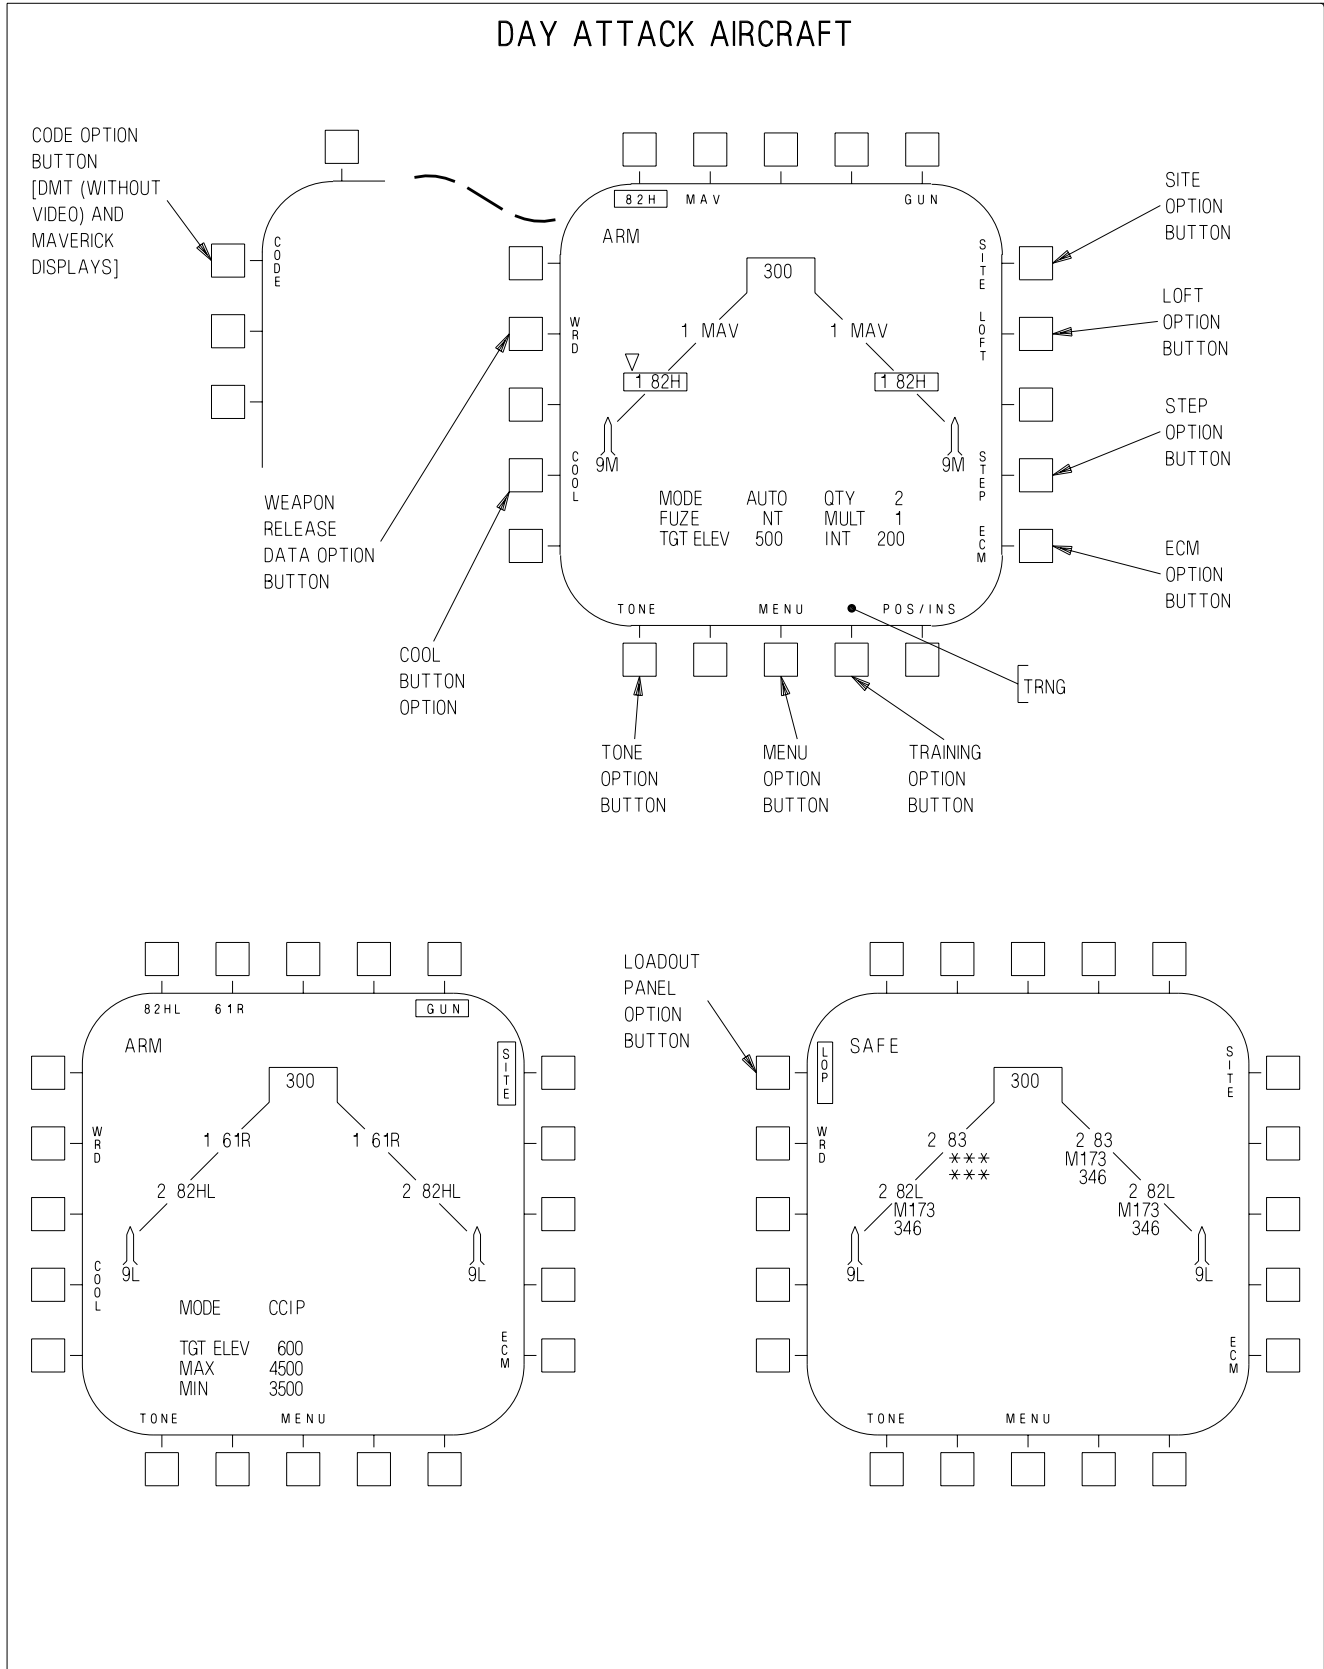 DAY ATTACK AIRCRAFT
CODE OPTION
BUTTON
[DMT (WITHOUT
VIDEO) AND
MAVERICK
DISPLAYS]
CODE
82H MAV GUN
ARM
300
1 MAV 1 MAV
1 82H 1 82H
9M 9M
WRD
COOL
SITE
LOFT
STEP
ECM
MODE AUTO QTY 2
FUZE NT MULT 1
TGT ELEV 500 INT 200
TONE MENU POS/INS
SITE
OPTION
BUTTON
LOFT
OPTION
BUTTON
STEP
OPTION
BUTTON
ECM
OPTION
BUTTON
WEAPON
RELEASE
DATA OPTION
BUTTON
COOL
BUTTON
OPTION
TRNG
TONE
OPTION
BUTTON
MENU
OPTION
BUTTON
TRAINING
OPTION
BUTTON
82HL 61R GUN
ARM
SITE
300
1 61R 1 61R
WRD
2 82HL 2 82HL
9L 9L
COOL
MODE CCIP
TGT ELEV 600
MAX 4500
MIN 3500
ECM
TONE MENU
LOADOUT
PANEL
OPTION
BUTTON
LOP
SAFE
SITE
300
WRD
2 83 2 83
*** M173
*** 346
2 82L 2 82L
M173 M173
346 346
9L 9L
ECM
TONE MENU